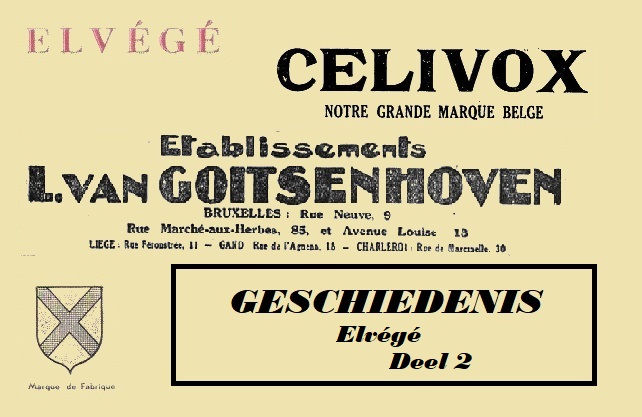 ELVÉGÉ
CELIVOX
NOTRE GRANDE MARQUE BELGE
Etablissements
L. VAN GOITSENHOVEN
BRUXELLES : Rue Neuve, 9
Rue Marché-aux-Herbes, 85, et Avenue Louise 18
LIEGE : Rue Féronstrée, 11 — GAND Rue de l'Agneau, 18 — CHARLEROI : Rue de Marcinelle, 30
GESCHIEDENIS
Elvégé
Deel 2
Marque de Fabrique